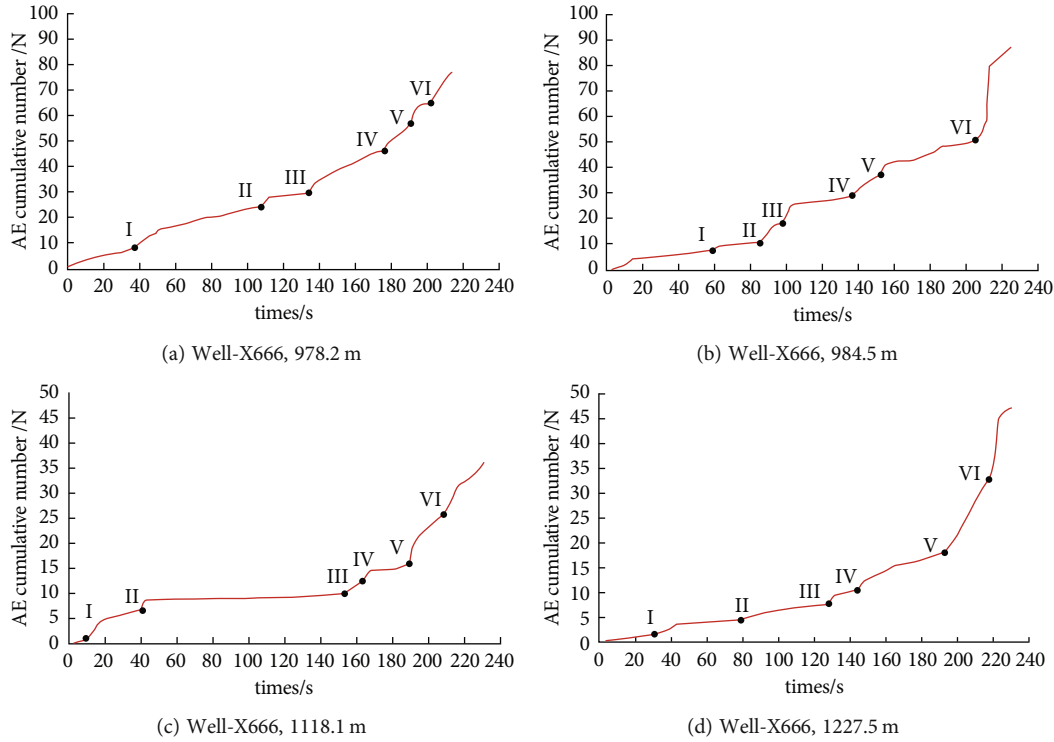 100
90
80
70
60
50
40
30
20
10
0
AE cumulative number /N
I
II
III
IV
V
VI
0 20 40 60 80 100 120 140 160 180 200 220 240
times/s
(a) Well-X666, 978.2 m
100
90
80
70
60
50
40
30
20
10
0
AE cumulative number /N
I
II
III
IV
V
VI
0 20 40 60 80 100 120 140 160 180 200 220 240
times/s
(b) Well-X666, 984.5 m
50
45
40
35
30
25
20
15
10
5
0
AE cumulative number /N
I
II
III
IV
V
VI
0 20 40 60 80 100 120 140 160 180 200 220 240
times/s
(c) Well-X666, 1118.1 m
50
45
40
35
30
25
20
15
10
5
0
AE cumulative number /N
I
II
III
IV
V
VI
0 20 40 60 80 100 120 140 160 180 200 220 240
times/s
(d) Well-X666, 1227.5 m